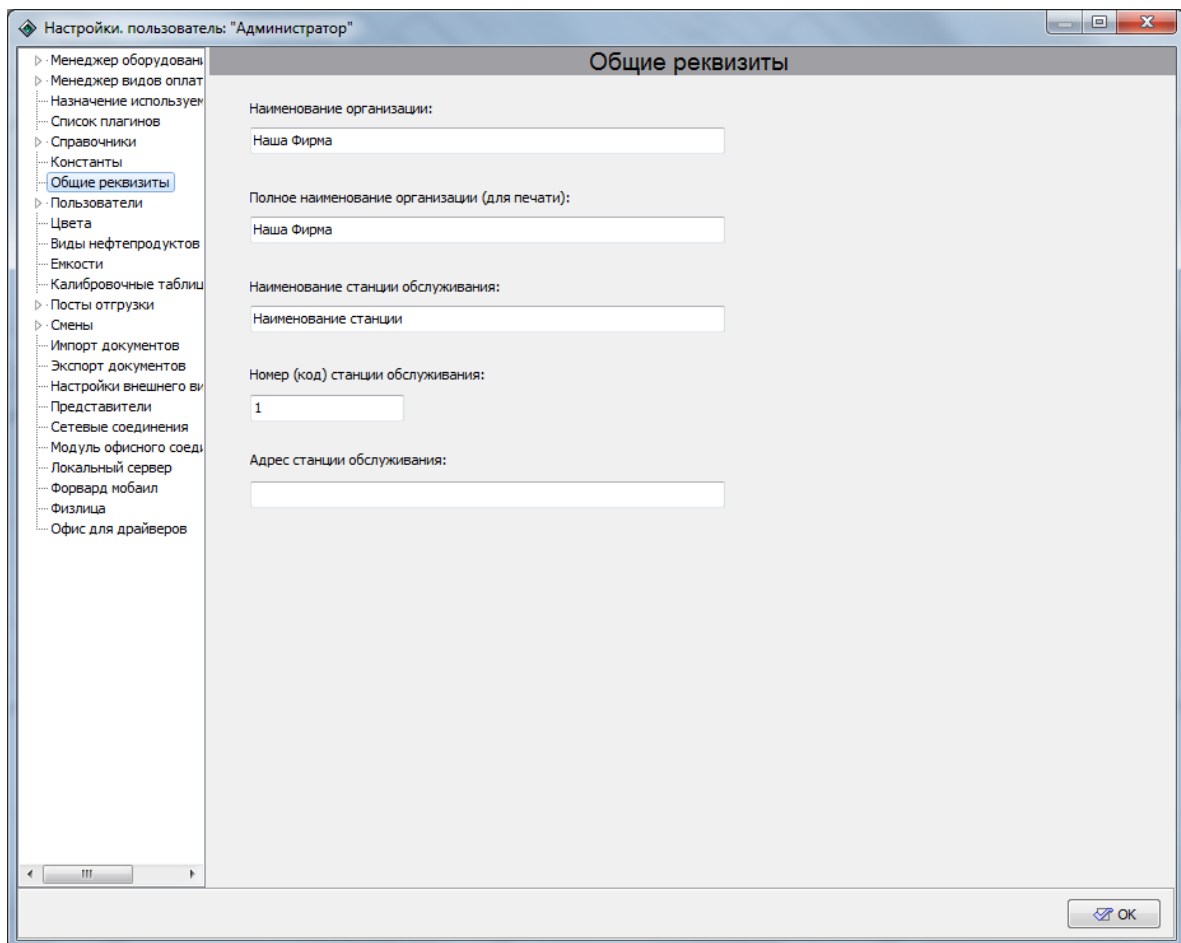 Настройки. пользователь: "Администратор"
Менеджер оборудован
Менеджер видов оплат
Назначение используем
Список плагинов
Справочники
Константы
Общие реквизиты
Пользователи
Цвета
Виды нефтепродуктов
Емкости
Калибровочные таблиц
Посты отгрузки
Смены
Импорт документов
Экспорт документов
Настройки внешнего ви
Представители
Сетевые соединения
Модуль офисного соеди
Локальный сервер
Форвард мобаил
Физлица
Офис для драйверов
Общие реквизиты
Наименование организации:
Наша Фирма
Полное наименование организации (для печати):
Наша Фирма
Наименование станции обслуживания:
Наименование станции
Номер (код) станции обслуживания:
1
Адрес станции обслуживания:
OK